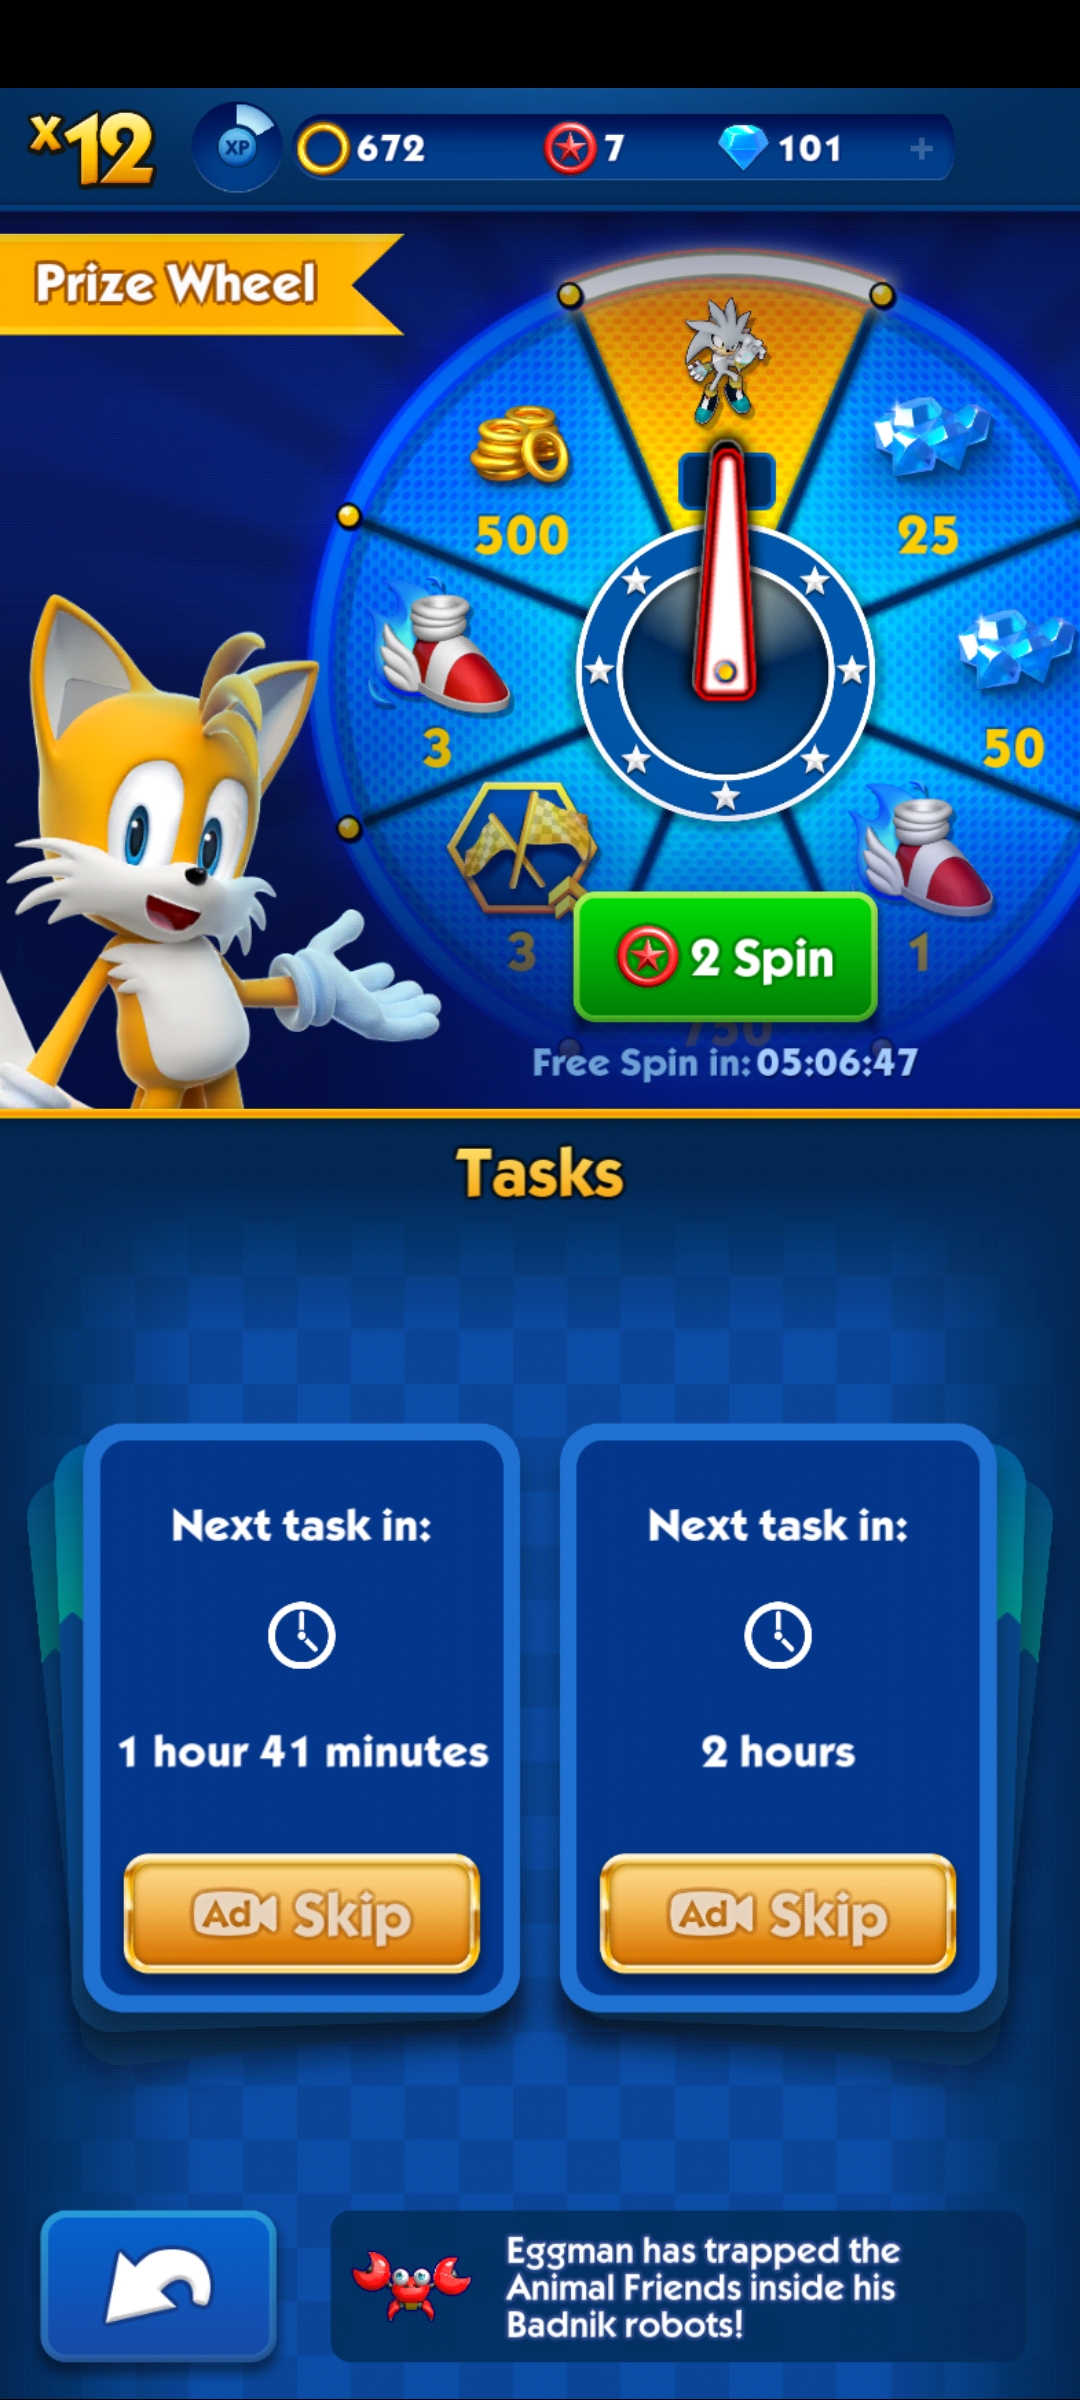 x12
XP
672
7
101
+
Prize Wheel
500
25
3
50
3
1
2 Spin
750
Free Spin in: 05:06:47
Tasks
Next task in:
1 hour 41 minutes
Ad Skip
Next task in:
2 hours
Ad Skip
Eggman has trapped the
Animal Friends inside his
Badnik robots!